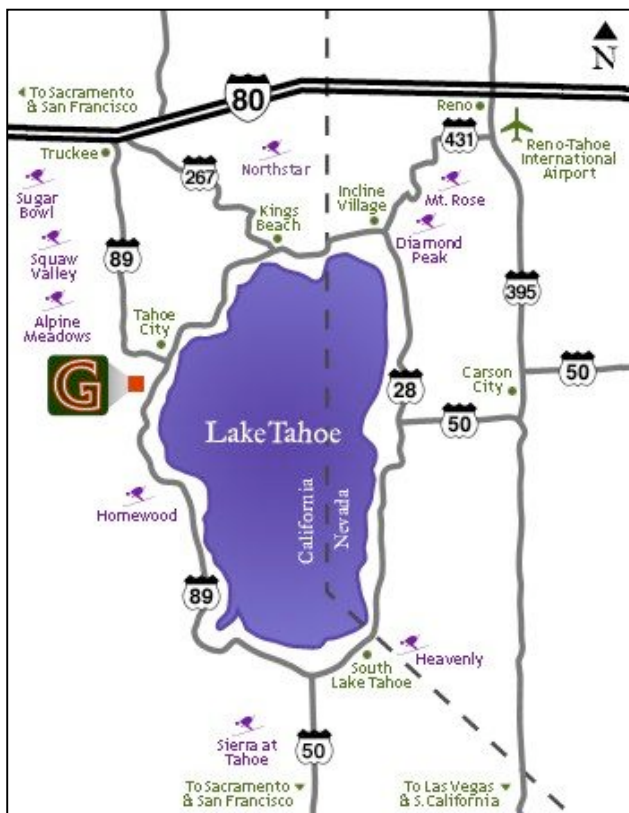 N
To Sacramento
& San Francisco
80
Reno
Truckee
431
Reno-Tahoe
International
Airport
Northstar
267
Sugar
Bowl
Incline
Village
Mt. Rose
Kings
Beach
Diamond
Peak
Squaw
Valley
89
395
Alpine
Meadows
Tahoe
City
50
G
Carson
City
28
50
Lake Tahoe
California
Nevada
Homewood
89
Heavenly
South
Lake Tahoe
Sierra at
Tahoe
50
To Sacramento
& San Francisco
To Las Vegas
& S. California